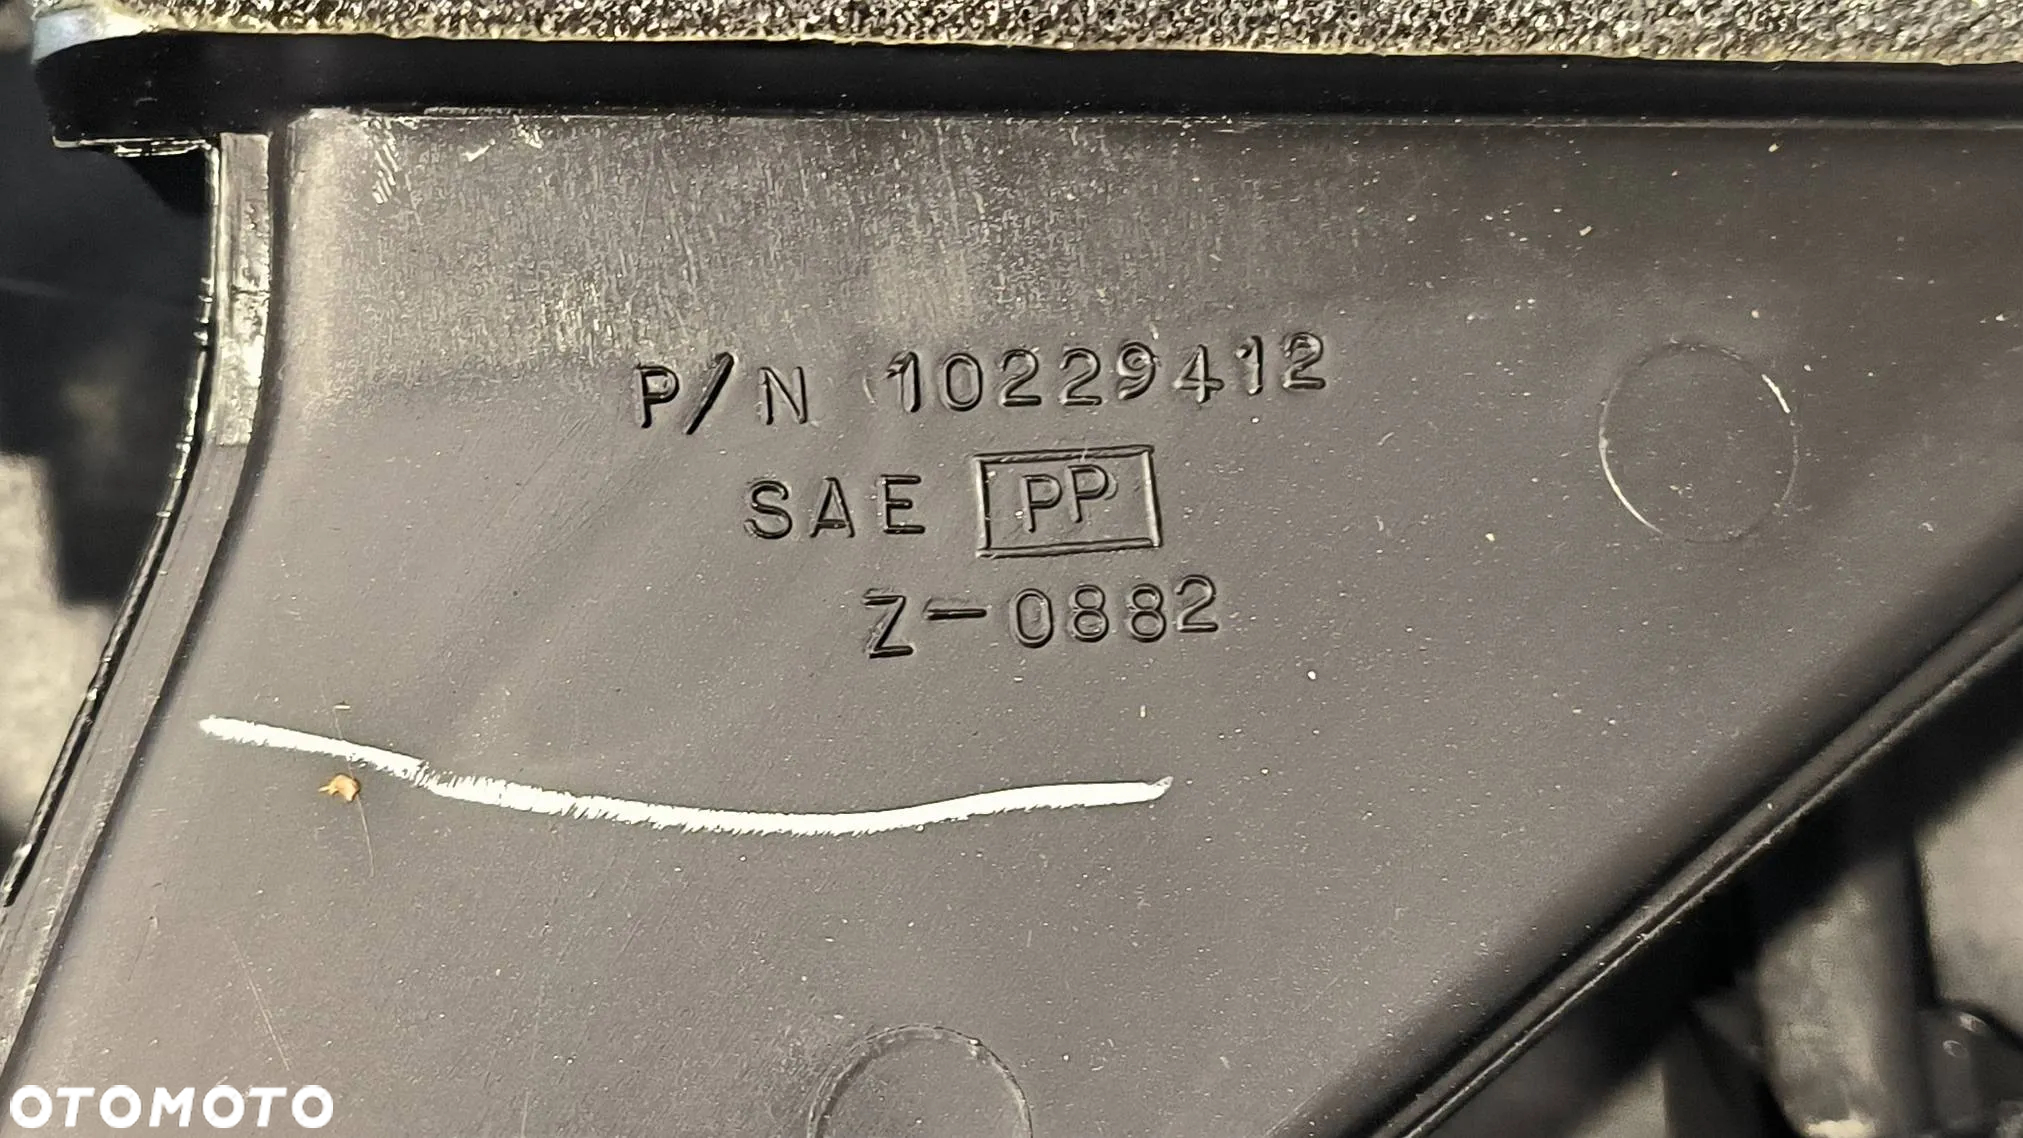 P/N 10229412
SAE PP
Z-0882
OTOMOTO